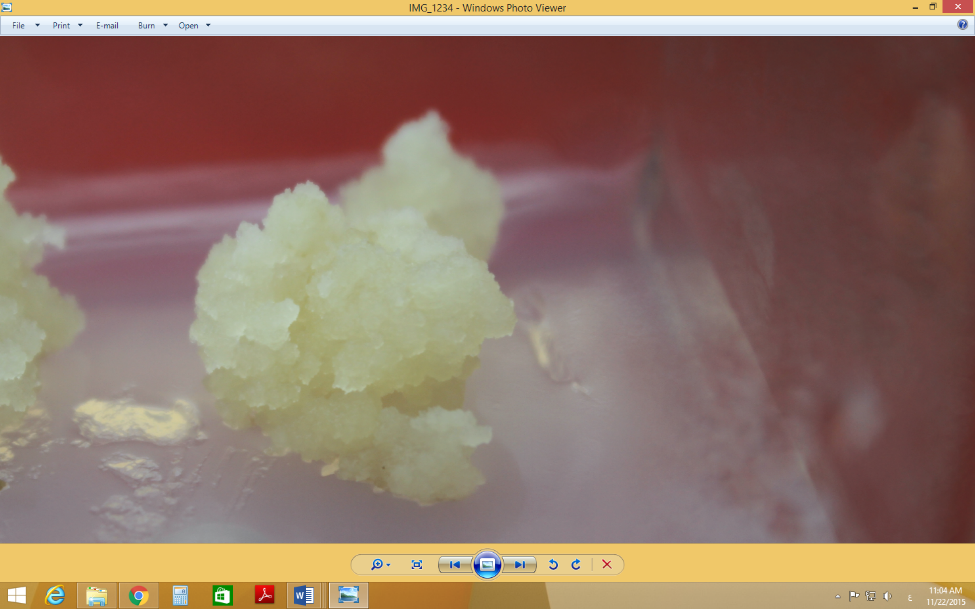 IMG_1234 - Windows Photo Viewer
File Print E-mail Burn Open
11:04 AM
ع
11/22/2015